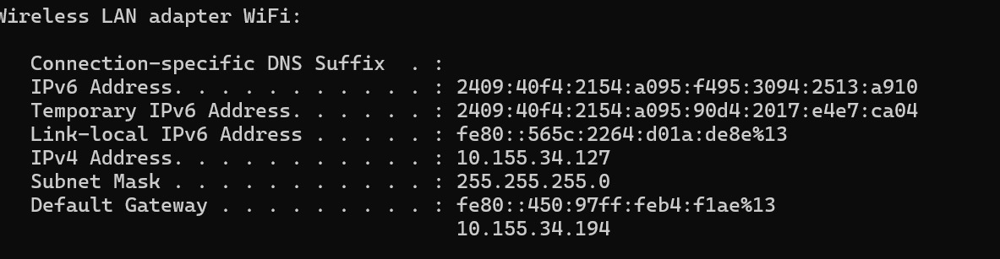 Wireless LAN adapter WiFi:
Connection-specific DNS Suffix  . :
IPv6 Address. . . . . . . . . . . : 2409:40f4:2154:a095:f495:3094:2513:a910
Temporary IPv6 Address. . . . . . : 2409:40f4:2154:a095:90d4:2017:e4e7:ca04
Link-local IPv6 Address . . . . . : fe80::565c:2264:d01a:de8e%13
IPv4 Address. . . . . . . . . . . : 10.155.34.127
Subnet Mask . . . . . . . . . . . : 255.255.255.0
Default Gateway . . . . . . . . . : fe80::450:97ff:feb4:f1ae%13
10.155.34.194